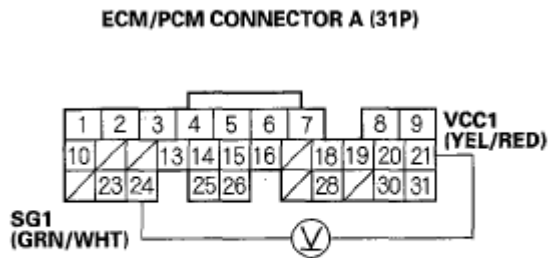 ECM/PCM CONNECTOR A (31P)
1 2 3 4 5 6 7 8 9
VCC1
(YEL/RED)
10 13 14 15 16 18 19 20 21
23 24 25 26 28 30 31
SG1
(GRN/WHT)
V